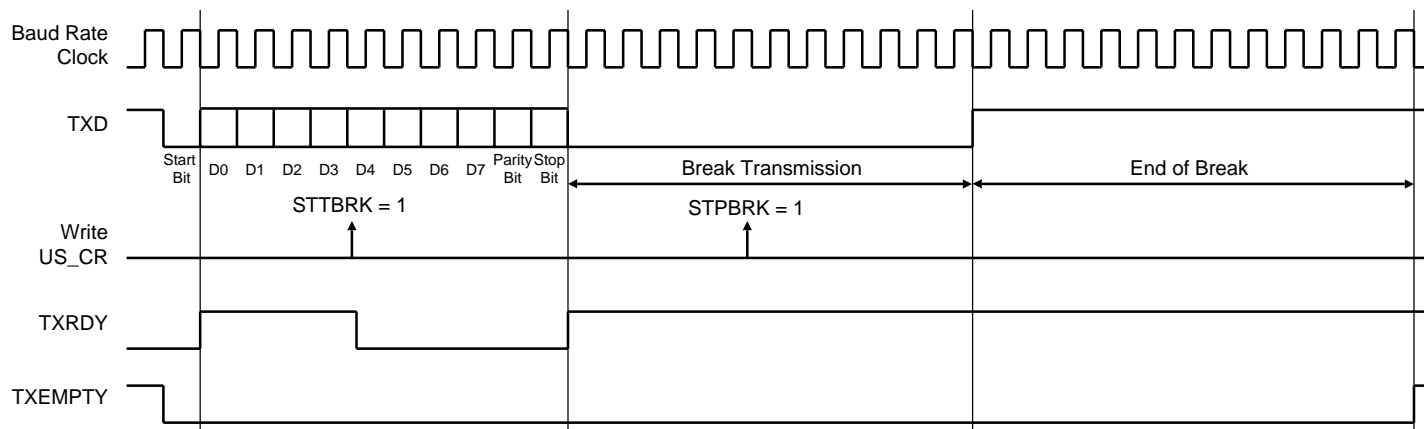 Baud Rate
Clock
TXD
Start
Bit
D0 D1 D2 D3 D4 D5 D6 D7
Parity
Bit
Stop
Bit
Break Transmission
End of Break
STTBRK = 1
STPBRK = 1
Write
US_CR
TXRDY
TXEMPTY